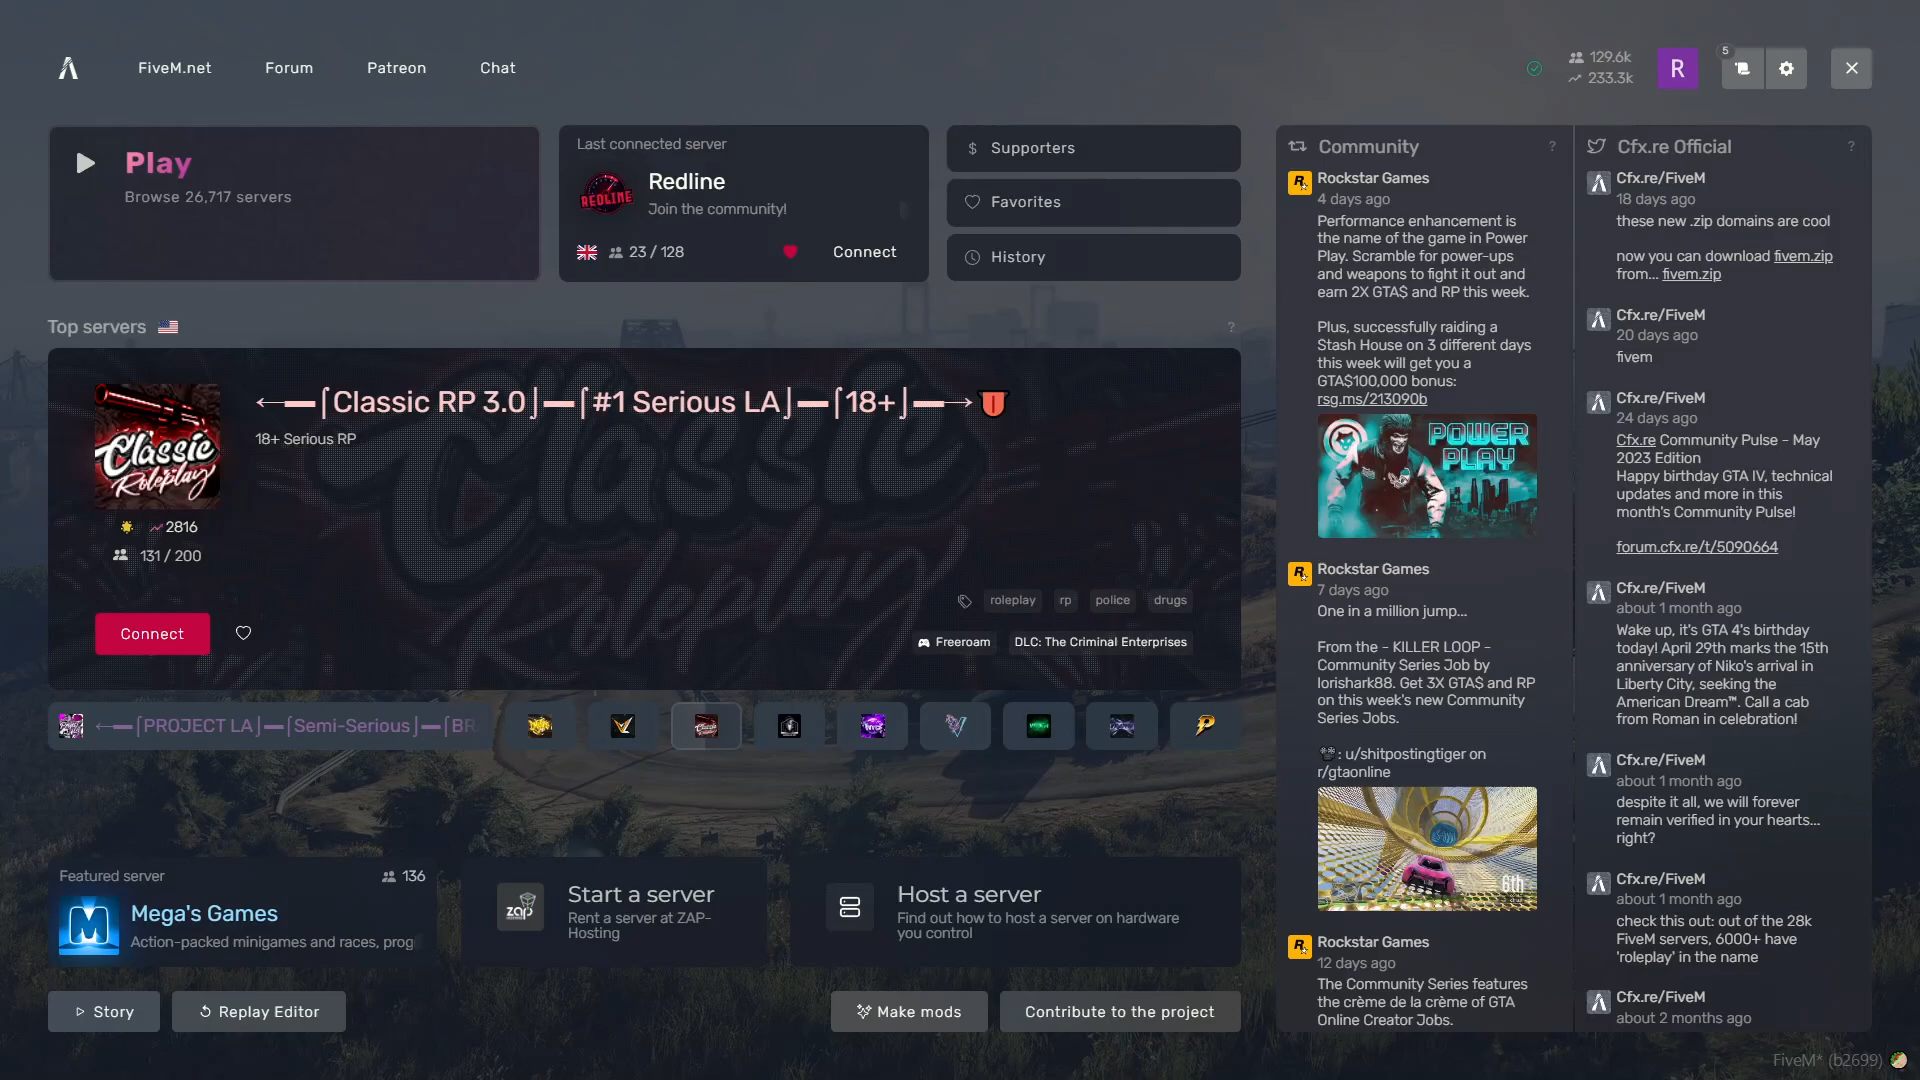 FiveM.net
Forum
Patreon
Chat
129.6k
233.3k
R
5
Play
Browse 26,717 servers
Last connected server
REDLINE
Redline
Join the community!
23 / 128
Connect
Supporters
Favorites
History
Top servers
?
Classic
Roleplay
←—⌈Classic RP 3.0⌋—⌈#1 Serious LA⌋—⌈18+⌋—→
18+ Serious RP
2816
131 / 200
roleplay
rp
police
drugs
Connect
Freeroam
DLC: The Criminal Enterprises
←—⌈PROJECT LA⌋—⌈Semi-Serious⌋—⌈BR
Featured server
136
Mega's Games
Action-packed minigames and races, prog
zap
Start a server
Rent a server at ZAP-
Hosting
Host a server
Find out how to host a server on hardware
you control
Story
Replay Editor
Make mods
Contribute to the project
Community
?
Rockstar Games
4 days ago
Performance enhancement is
the name of the game in Power
Play. Scramble for power-ups
and weapons to fight it out and
earn 2X GTA$ and RP this week.
Plus, successfully raiding a
Stash House on 3 different days
this week will get you a
GTA$100,000 bonus:
rsg.ms/213090b
POWER
PLAY
Rockstar Games
7 days ago
One in a million jump...
From the - KILLER LOOP -
Community Series Job by
lorishark88. Get 3X GTA$ and RP
on this week's new Community
Series Jobs.
: u/shitpostingtiger on
r/gtaonline
6th
Rockstar Games
12 days ago
The Community Series features
the crème de la crème of GTA
Online Creator Jobs.
Cfx.re Official
?
Cfx.re/FiveM
18 days ago
these new .zip domains are cool
now you can download fivem.zip
from... fivem.zip
Cfx.re/FiveM
20 days ago
fivem
Cfx.re/FiveM
24 days ago
Cfx.re Community Pulse - May
2023 Edition
Happy birthday GTA IV, technical
updates and more in this
month's Community Pulse!
forum.cfx.re/t/5090664
Cfx.re/FiveM
about 1 month ago
Wake up, it's GTA 4's birthday
today! April 29th marks the 15th
anniversary of Niko's arrival in
Liberty City, seeking the
American Dream™. Call a cab
from Roman in celebration!
Cfx.re/FiveM
about 1 month ago
despite it all, we will forever
remain verified in your hearts...
right?
Cfx.re/FiveM
about 1 month ago
check this out: out of the 28k
FiveM servers, 6000+ have
'roleplay' in the name
Cfx.re/FiveM
about 2 months ago
FiveM* (b2699)